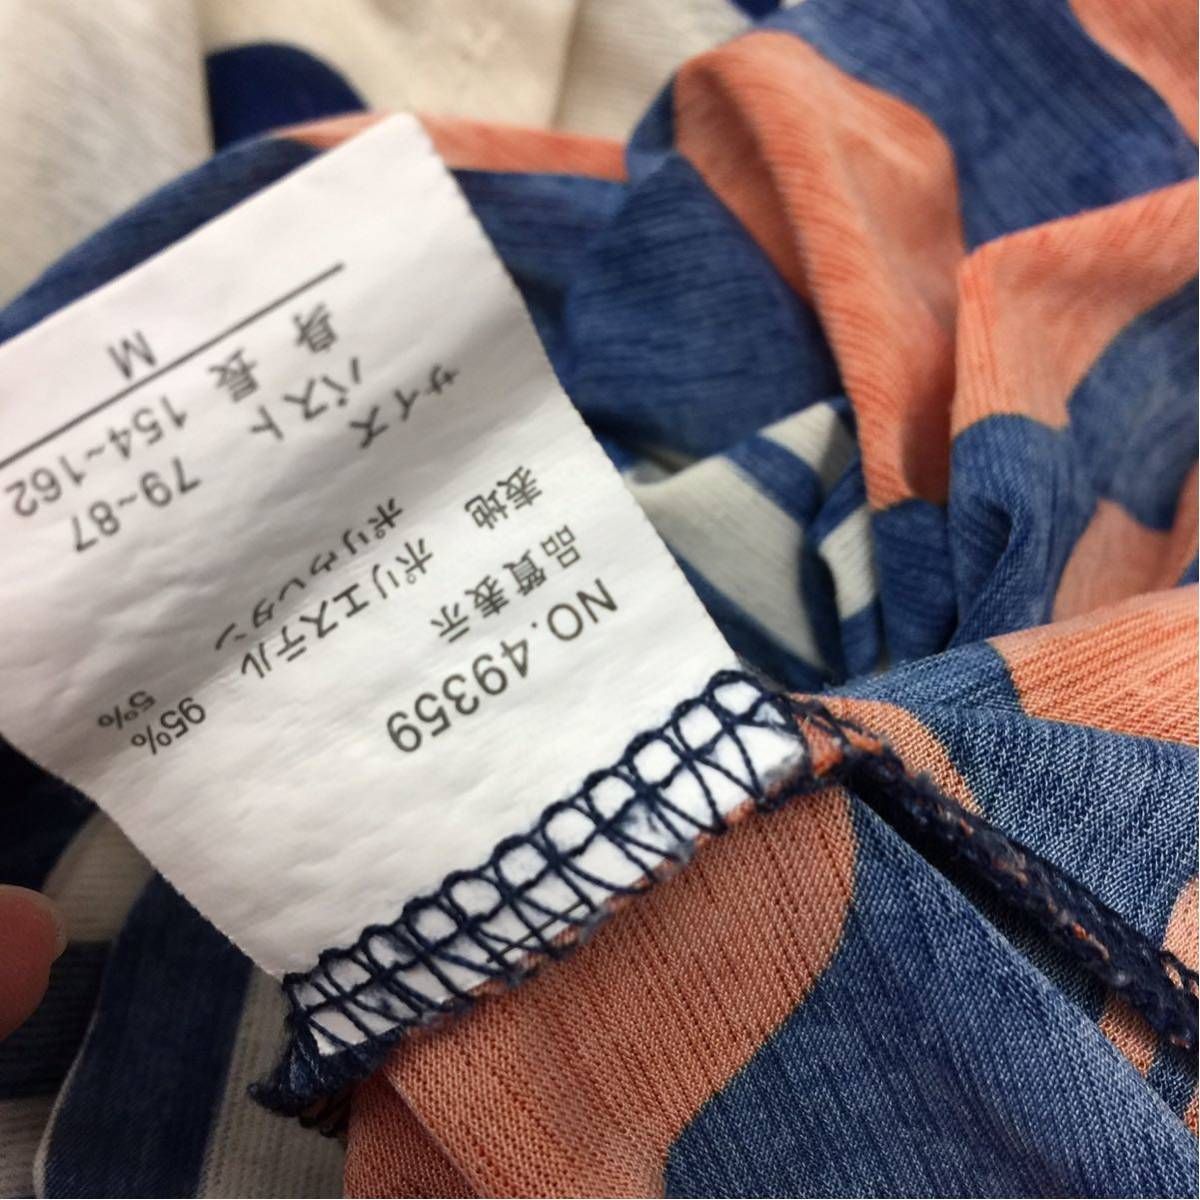 NO.49359
品質表示
表地
ポリエステル 95%
ポリウレタン 5%
サイズ
バスト 79~87
身長 154~162
M